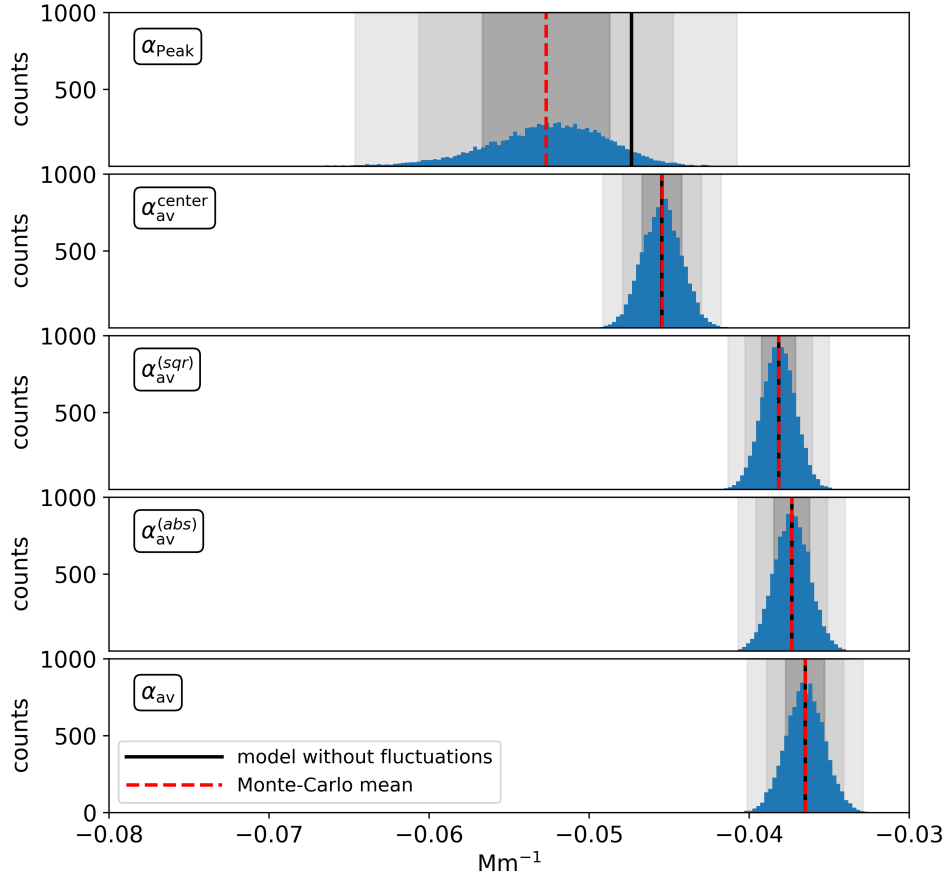 1000
500
counts
α_Peak
1000
500
counts
α_av^center
1000
500
counts
α_av^(sqr)
1000
500
counts
α_av^(abs)
1000
500
0
counts
α_av
model without fluctuations
Monte-Carlo mean
−0.08 −0.07 −0.06 −0.05 −0.04 −0.03
Mm⁻¹